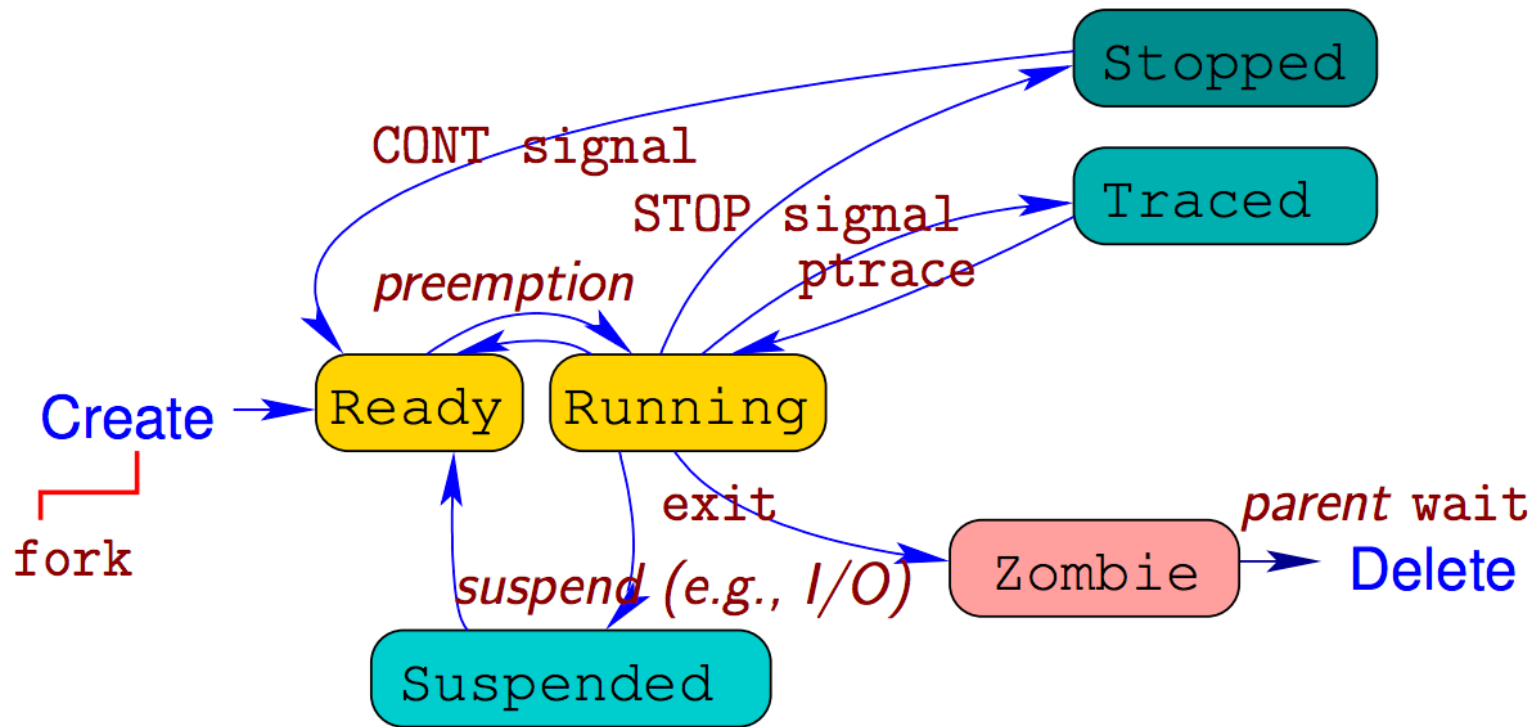 Stopped
CONT signal
Traced
STOP signal
ptrace
preemption
Ready
Running
Create
exit
parent wait
fork
Zombie
Delete
suspend (e.g., I/O)
Suspended